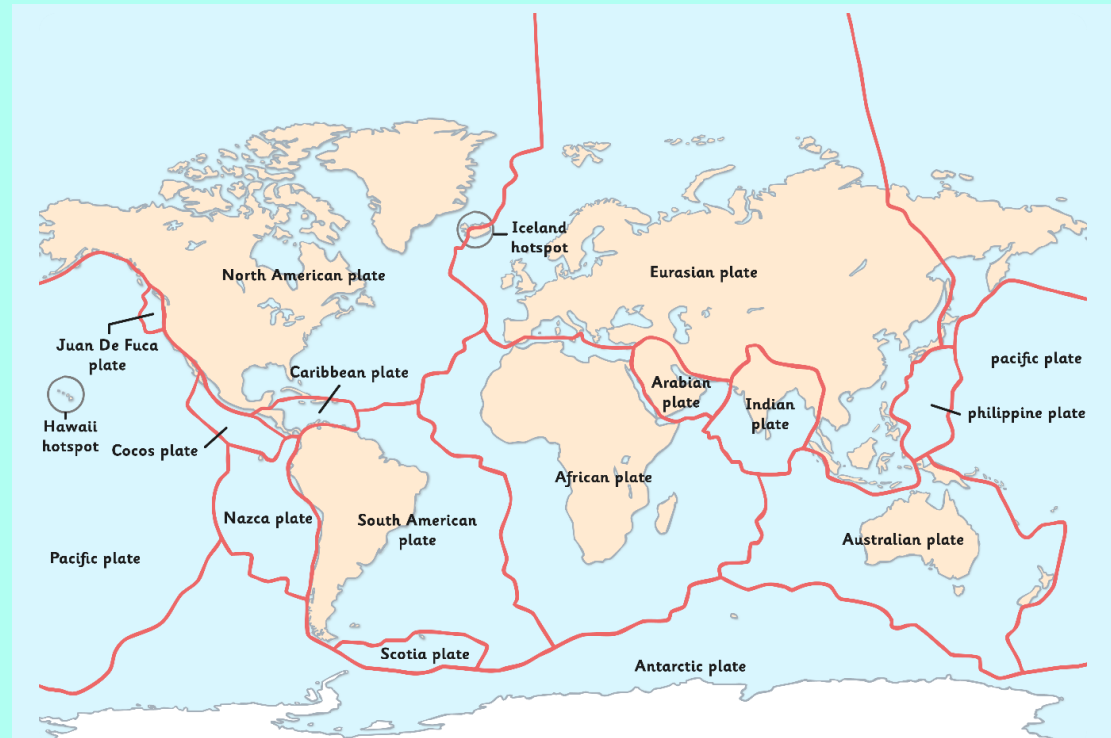 Iceland
hotspot
North American plate
Eurasian plate
Juan De Fuca
plate
Caribbean plate
pacific plate
Arabian
plate
Indian
plate
philippine plate
Hawaii
hotspot
Cocos plate
African plate
Nazca plate
South American
plate
Australian plate
Pacific plate
Scotia plate
Antarctic plate